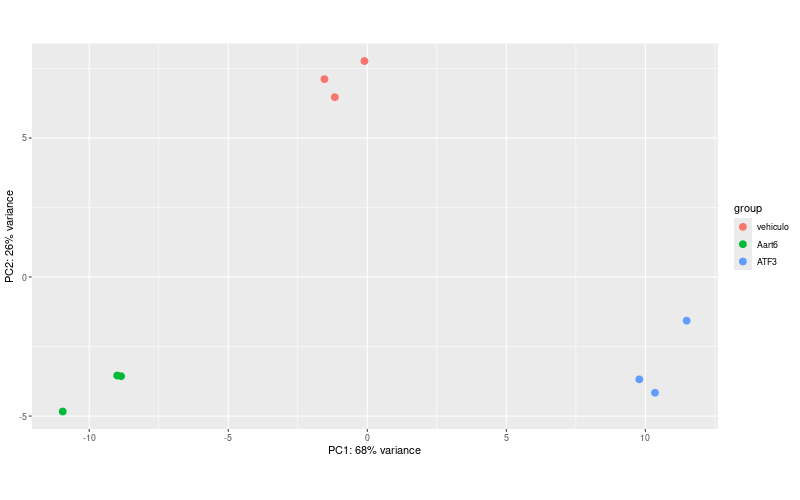 5
0
-5
-10
-5
0
5
10
PC1: 68% variance
PC2: 26% variance
group
vehiculo
Aart6
ATF3